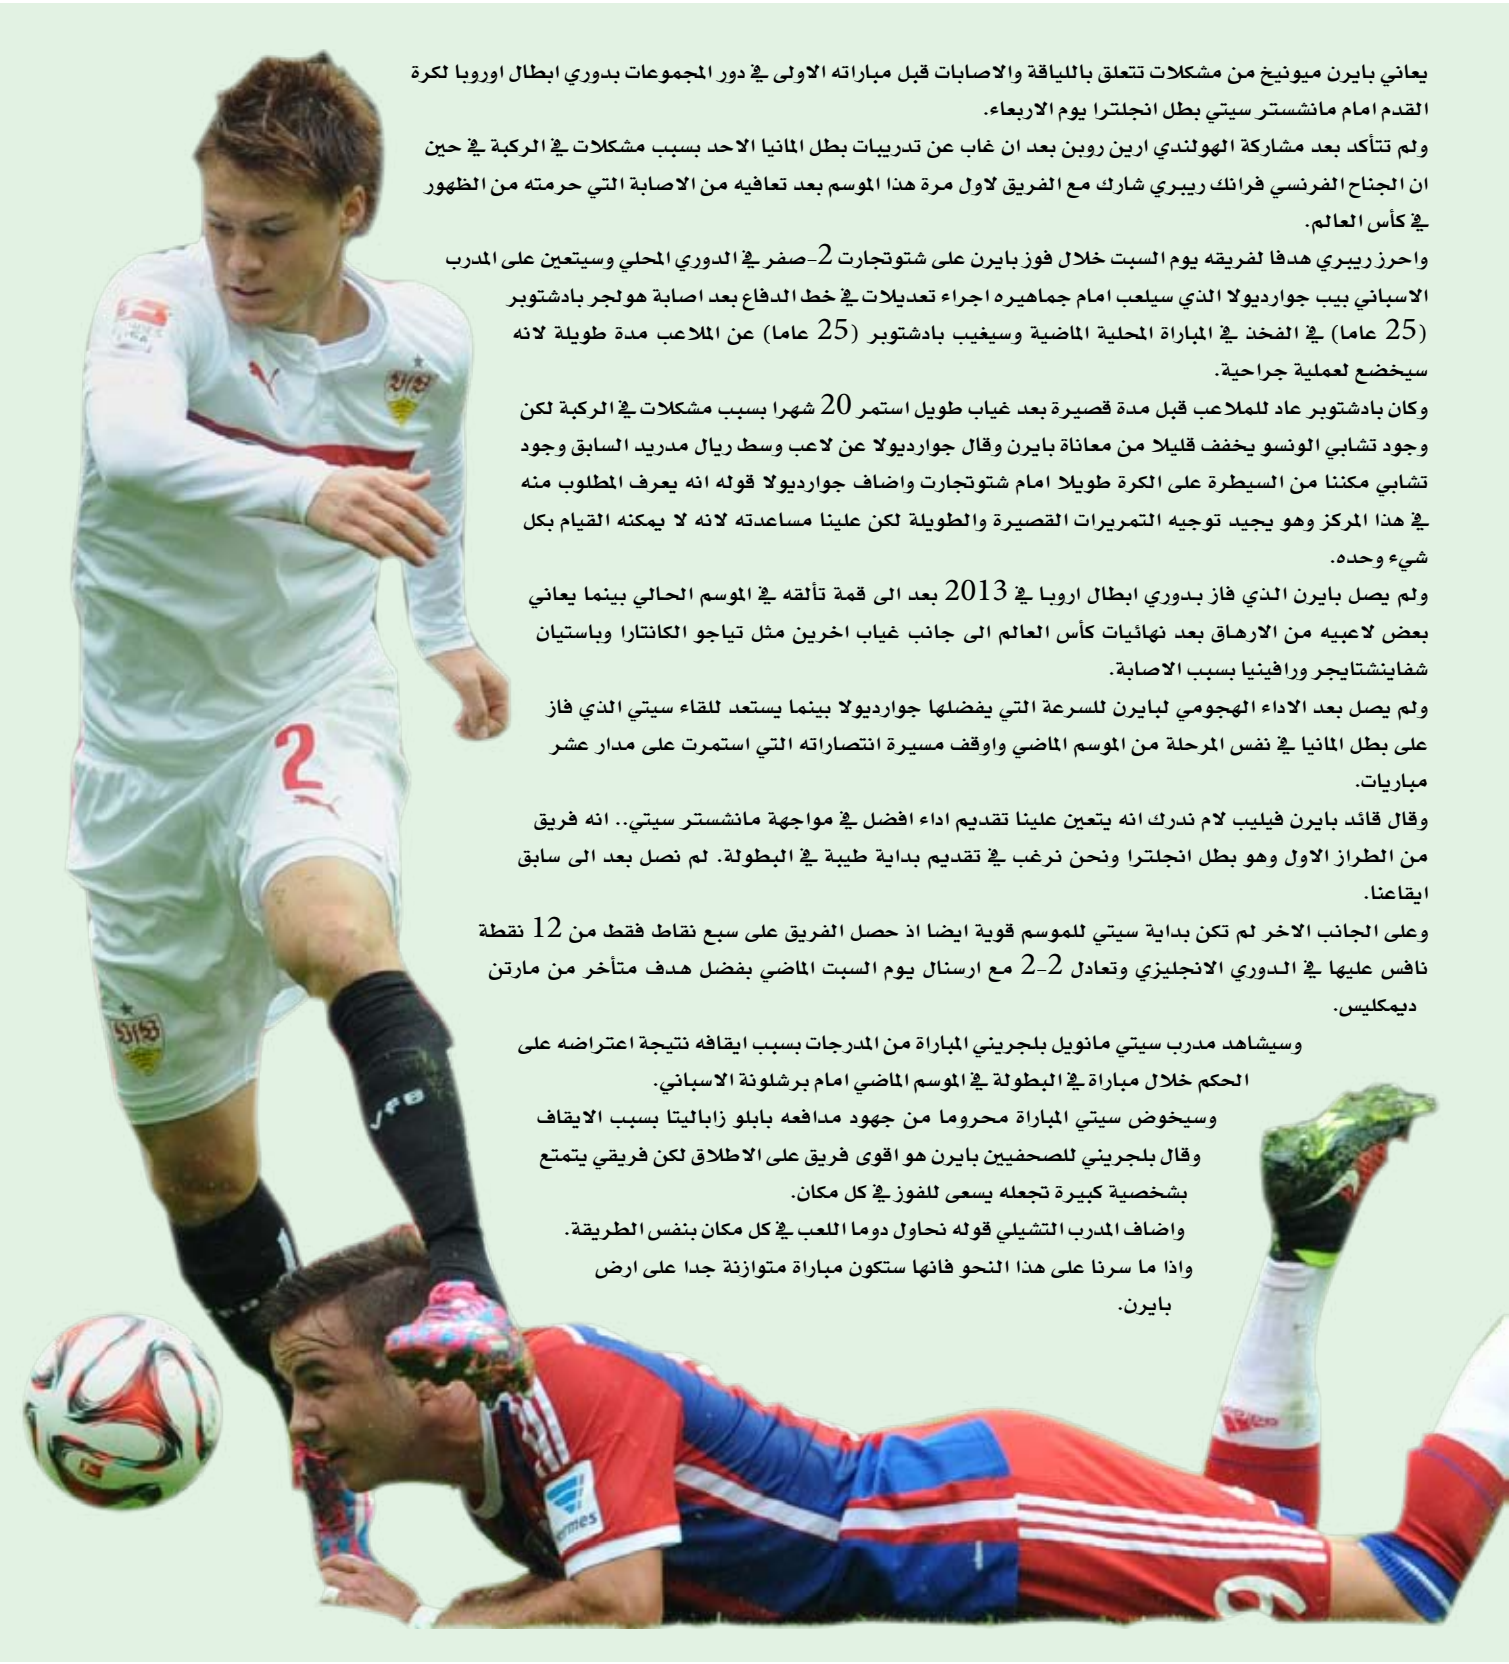 يعاني بايرن ميونيخ من مشكلات تتعلق باللياقة والاصابات قبل مباراته الاولى في دور المجموعات بدوري ابطال اوروبا لكرة
القدم امام مانشستر سيتي بطل انجلترا يوم الاربعاء.
ولم تتأكد بعد مشاركة الهولندي ارين روبن بعد ان غاب عن تدريبات بطل المانيا الاحد بسبب مشكلات في الركبة في حين
ان الجناح الفرنسي فرانك ريبري شارك مع الفريق لاول مرة هذا الموسم بعد تعافيه من الاصابة التي حرمته من الظهور
في كأس العالم.
واحرز ريبري هدفا لفريقه يوم السبت خلال فوز بايرن على شتوتجارت 2-صفر في الدوري المحلي وسيتعين على المدرب
الاسباني بيب جوارديولا الذي سيلعب امام جماهيره اجراء تعديلات في خط الدفاع بعد اصابة هولجر بادشتوبر
(25 عاما) في الفخذ في المباراة المحلية الماضية وسيغيب بادشتوبر (25 عاما) عن الملاعب مدة طويلة لانه
سيخضع لعملية جراحية.
وكان بادشتوبر عاد للملاعب قبل مدة قصيرة بعد غياب طويل استمر 20 شهرا بسبب مشكلات في الركبة لكن
وجود تشابي الونسو يخفف قليلا من معاناة بايرن وقال جوارديولا عن لاعب وسط ريال مدريد السابق وجود
تشابي مكننا من السيطرة على الكرة طويلا امام شتوتجارت واضاف جوارديولا قوله انه يعرف المطلوب منه
في هذا المركز وهو يجيد توجيه التمريرات القصيرة والطويلة لكن علينا مساعدته لانه لا يمكنه القيام بكل
شيء وحده.
ولم يصل بايرن الذي فاز بدوري ابطال اروبا في 2013 بعد الى قمة تألقه في الموسم الحالي بينما يعاني
بعض لاعبيه من الارهاق بعد نهائيات كأس العالم الى جانب غياب اخرين مثل تياجو الكانتارا وباستيان
شفاينشتايجر ورافينيا بسبب الاصابة.
ولم يصل بعد الاداء الهجومي لبايرن للسرعة التي يفضلها جوارديولا بينما يستعد للقاء سيتي الذي فاز
على بطل المانيا في نفس المرحلة من الموسم الماضي واوقف مسيرة انتصاراته التي استمرت على مدار عشر
مباريات.
وقال قائد بايرن فيليب لام ندرك انه يتعين علينا تقديم اداء افضل في مواجهة مانشستر سيتي.. انه فريق
من الطراز الاول وهو بطل انجلترا ونحن نرغب في تقديم بداية طيبة في البطولة. لم نصل بعد الى سابق
ايقاعنا.
وعلى الجانب الاخر لم تكن بداية سيتي للموسم قوية ايضا اذ حصل الفريق على سبع نقاط فقط من 12 نقطة
نافس عليها في الدوري الانجليزي وتعادل 2-2 مع ارسنال يوم السبت الماضي بفضل هدف متأخر من مارتن
ديمكليس.
وسيشاهد مدرب سيتي مانويل بلجريني المباراة من المدرجات بسبب ايقافه نتيجة اعتراضه على
الحكم خلال مباراة في البطولة في الموسم الماضي امام برشلونة الاسباني.
وسيخوض سيتي المباراة محروما من جهود مدافعه بابلو زاباليتا بسبب الايقاف
وقال بلجريني للصحفيين بايرن هو اقوى فريق على الاطلاق لكن فريقي يتمتع
بشخصية كبيرة تجعله يسعى للفوز في كل مكان.
واضاف المدرب التشيلي قوله نحاول دوما اللعب في كل مكان بنفس الطريقة.
واذا ما سرنا على هذا النحو فانها ستكون مباراة متوازنة جدا على ارض
بايرن.
2
VfB